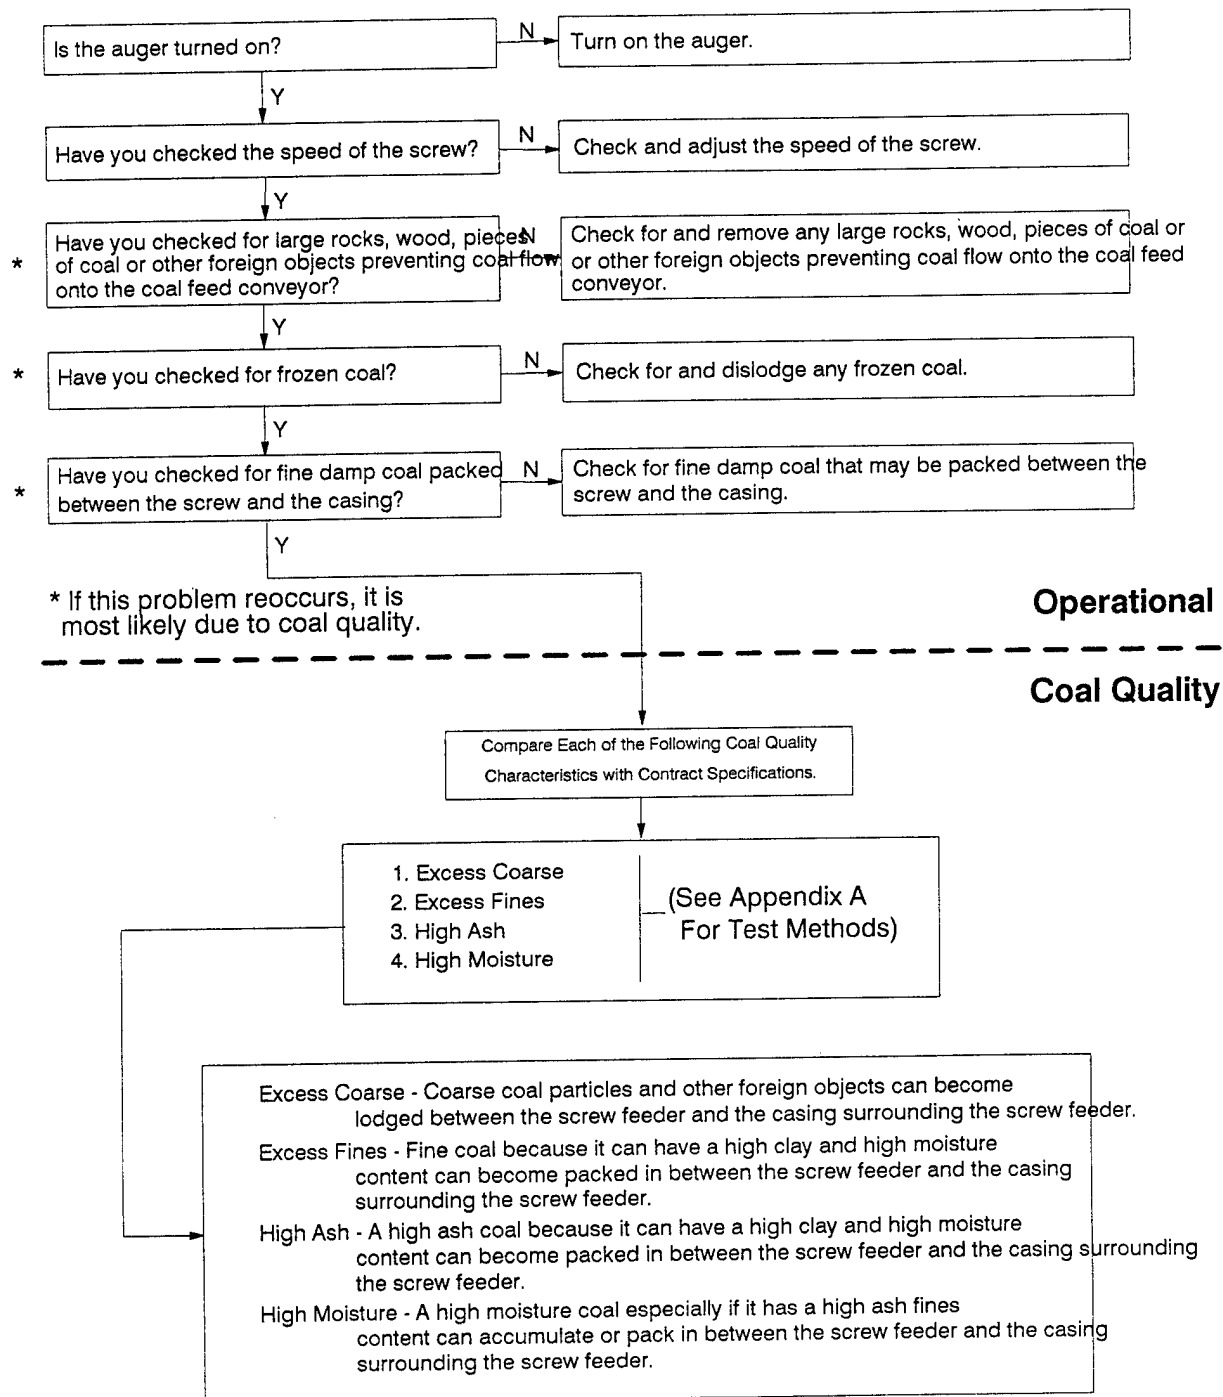 Is the auger turned on?
N
Turn on the auger.
Y
Have you checked the speed of the screw?
N
Check and adjust the speed of the screw.
Y
*
Have you checked for large rocks, wood, pieces
of coal or other foreign objects preventing coal flow
onto the coal feed conveyor?
N
Check for and remove any large rocks, wood, pieces of coal or
or other foreign objects preventing coal flow onto the coal feed
conveyor.
Y
*
Have you checked for frozen coal?
N
Check for and dislodge any frozen coal.
Y
*
Have you checked for fine damp coal packed
between the screw and the casing?
N
Check for fine damp coal that may be packed between the
screw and the casing.
Y
* If this problem reoccurs, it is
most likely due to coal quality.
Operational
Coal Quality
Compare Each of the Following Coal Quality
Characteristics with Contract Specifications.
1. Excess Coarse
2. Excess Fines
3. High Ash
4. High Moisture
(See Appendix A
For Test Methods)
Excess Coarse - Coarse coal particles and other foreign objects can become
lodged between the screw feeder and the casing surrounding the screw feeder.
Excess Fines - Fine coal because it can have a high clay and high moisture
content can become packed in between the screw feeder and the casing
surrounding the screw feeder.
High Ash - A high ash coal because it can have a high clay and high moisture
content can become packed in between the screw feeder and the casing surrounding
the screw feeder.
High Moisture - A high moisture coal especially if it has a high ash fines
content can accumulate or pack in between the screw feeder and the casing
surrounding the screw feeder.